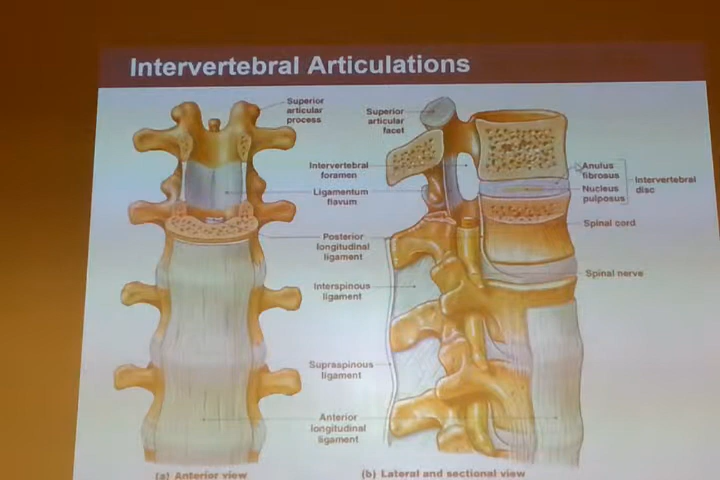 Intervertebral Articulations
Superior
articular
process
Superior
articular
facet
Intervertebral
foramen
Ligamentum
flavum
Posterior
longitudinal
ligament
Interspinous
ligament
Supraspinous
ligament
Anterior
longitudinal
ligament
Anulus
fibrosus
Nucleus
pulposus
Intervertebral
disc
Spinal cord
Spinal nerve
(a) Anterior view
(b) Lateral and sectional view